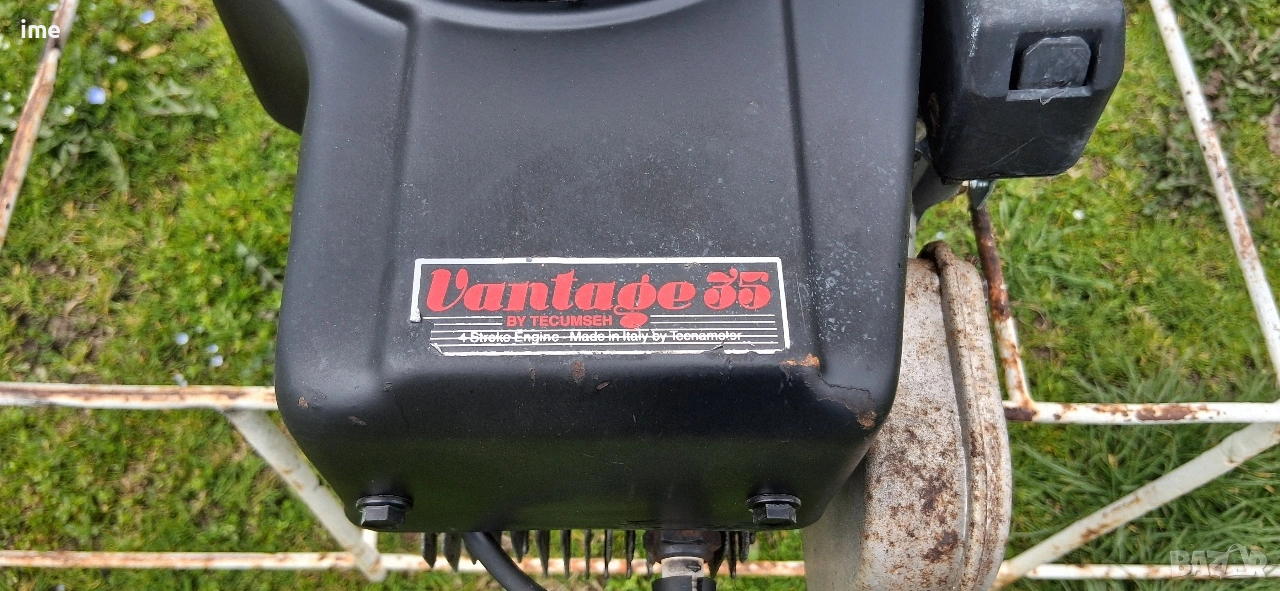 ime
Vantage 35
BY TECUMSEH
4 Stroke Engine Made in Italy by Tecnamotor
BAZAR